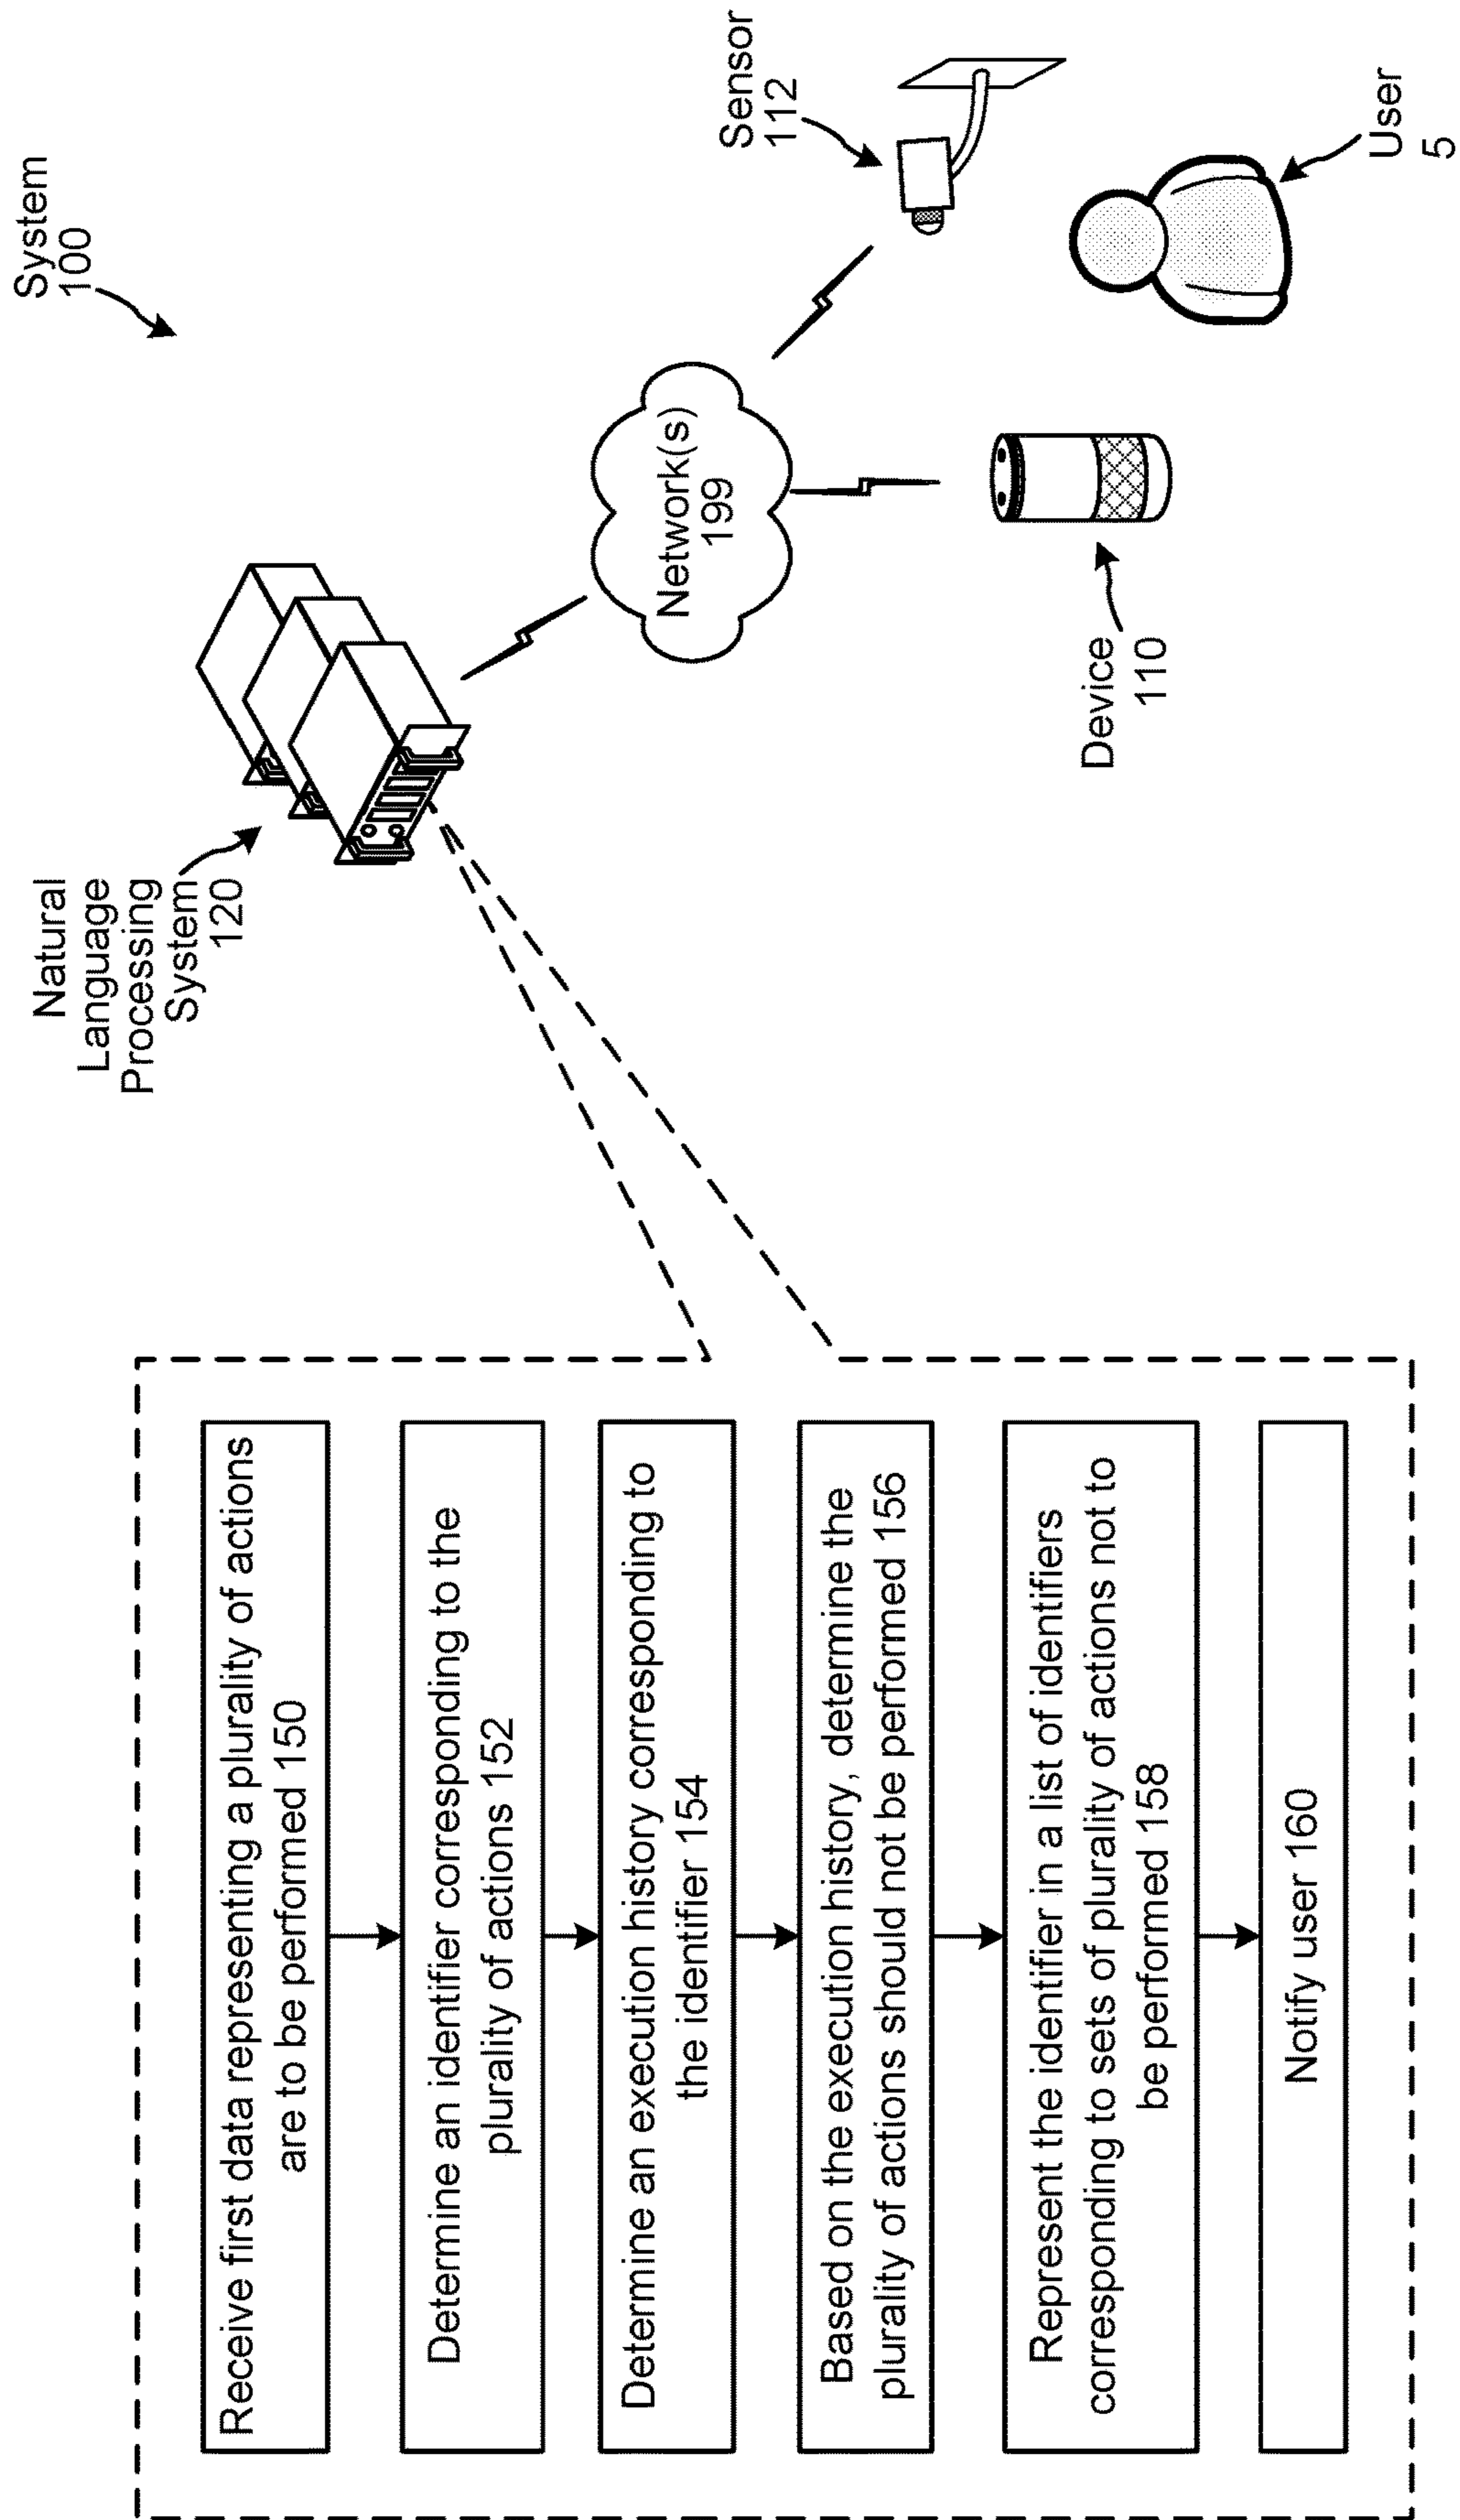 System
100
Natural
Language
Processing
System
120
Network(s)
199
Sensor
112
Device
110
User
5
Receive first data representing a plurality of actions
are to be performed 150
Determine an identifier corresponding to the
plurality of actions 152
Determine an execution history corresponding to
the identifier 154
Based on the execution history, determine the
plurality of actions should not be performed 156
Represent the identifier in a list of identifiers
corresponding to sets of plurality of actions not to
be performed 158
Notify user 160